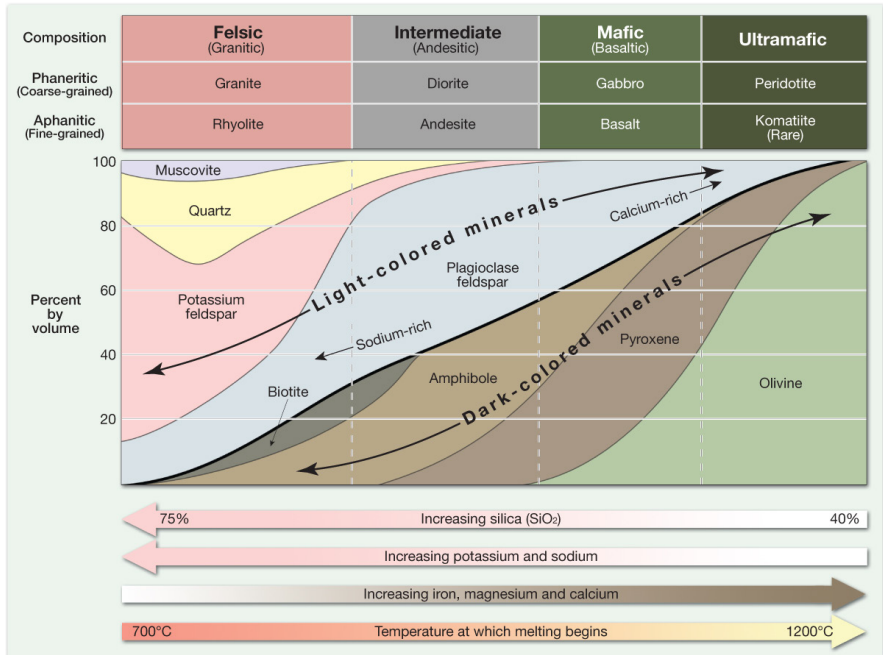 Composition
Felsic
(Granitic)
Intermediate
(Andesitic)
Mafic
(Basaltic)
Ultramafic
Phaneritic
(Coarse-grained)
Granite
Diorite
Gabbro
Peridotite
Aphanitic
(Fine-grained)
Rhyolite
Andesite
Basalt
Komatiite
(Rare)
100
80
60
40
20
Percent
by
volume
Muscovite
Quartz
Potassium
feldspar
Light-colored minerals
Calcium-rich
Plagioclase
feldspar
Sodium-rich
Biotite
Amphibole
Dark-colored minerals
Pyroxene
Olivine
75%
Increasing silica (SiO₂)
40%
Increasing potassium and sodium
Increasing iron, magnesium and calcium
700°C
Temperature at which melting begins
1200°C